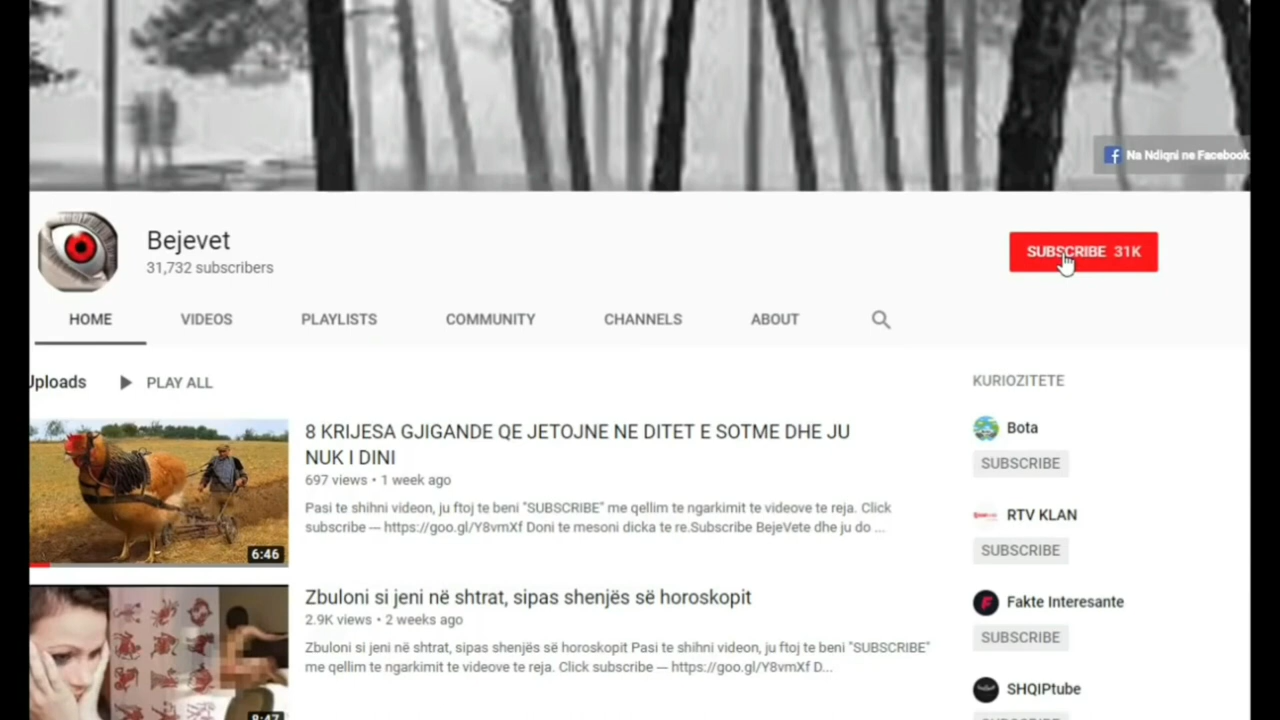 Na Ndiqni ne Facebook
Bejevet
31,732 subscribers
SUBSCRIBE 31K
HOME VIDEOS PLAYLISTS COMMUNITY CHANNELS ABOUT
Uploads PLAY ALL
8 KRIJESA GJIGANDE QE JETOJNE NE DITET E SOTME DHE JU
NUK I DINI
697 views • 1 week ago
Pasi te shihni videon, ju ftoj te beni "SUBSCRIBE" me qellim te ngarkimit te videove te reja. Click
subscribe --- https://goo.gl/Y8vmXf Doni te mesoni dicka te re.Subscribe BejeVete dhe ju do ...
6:46
Zbuloni si jeni në shtrat, sipas shenjës së horoskopit
2.9K views • 2 weeks ago
Zbuloni si jeni në shtrat, sipas shenjës së horoskopit Pasi te shihni videon, ju ftoj te beni "SUBSCRIBE"
me qellim te ngarkimit te videove te reja. Click subscribe --- https://goo.gl/Y8vmXf D...
8:47
KURIOZITETE
Bota
SUBSCRIBE
RTV KLAN
SUBSCRIBE
Fakte Interesante
SUBSCRIBE
SHQIPtube
SUBSCRIBE